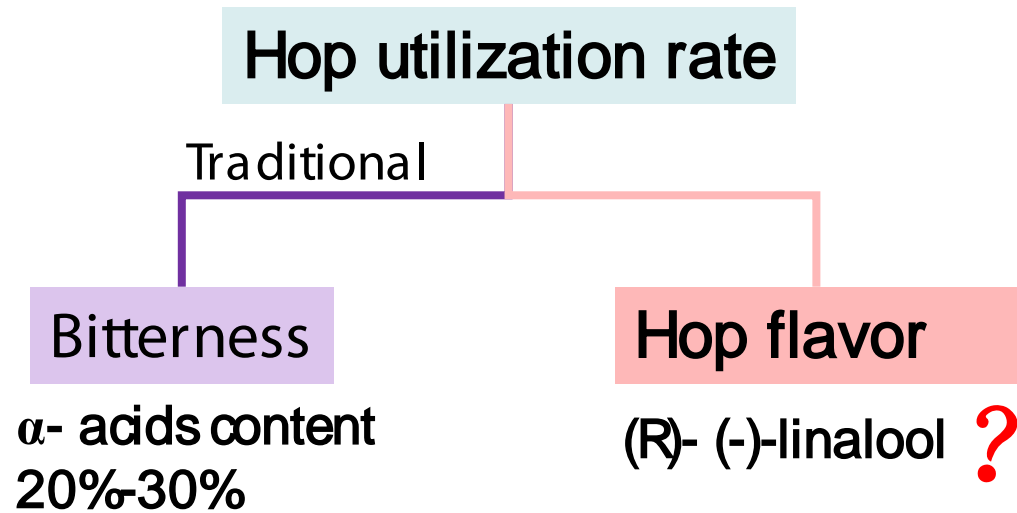 Hop utilization rate
Traditional
Bitterness
Hop flavor
α- acids content
20%-30%
(R)- (-)-linalool ?